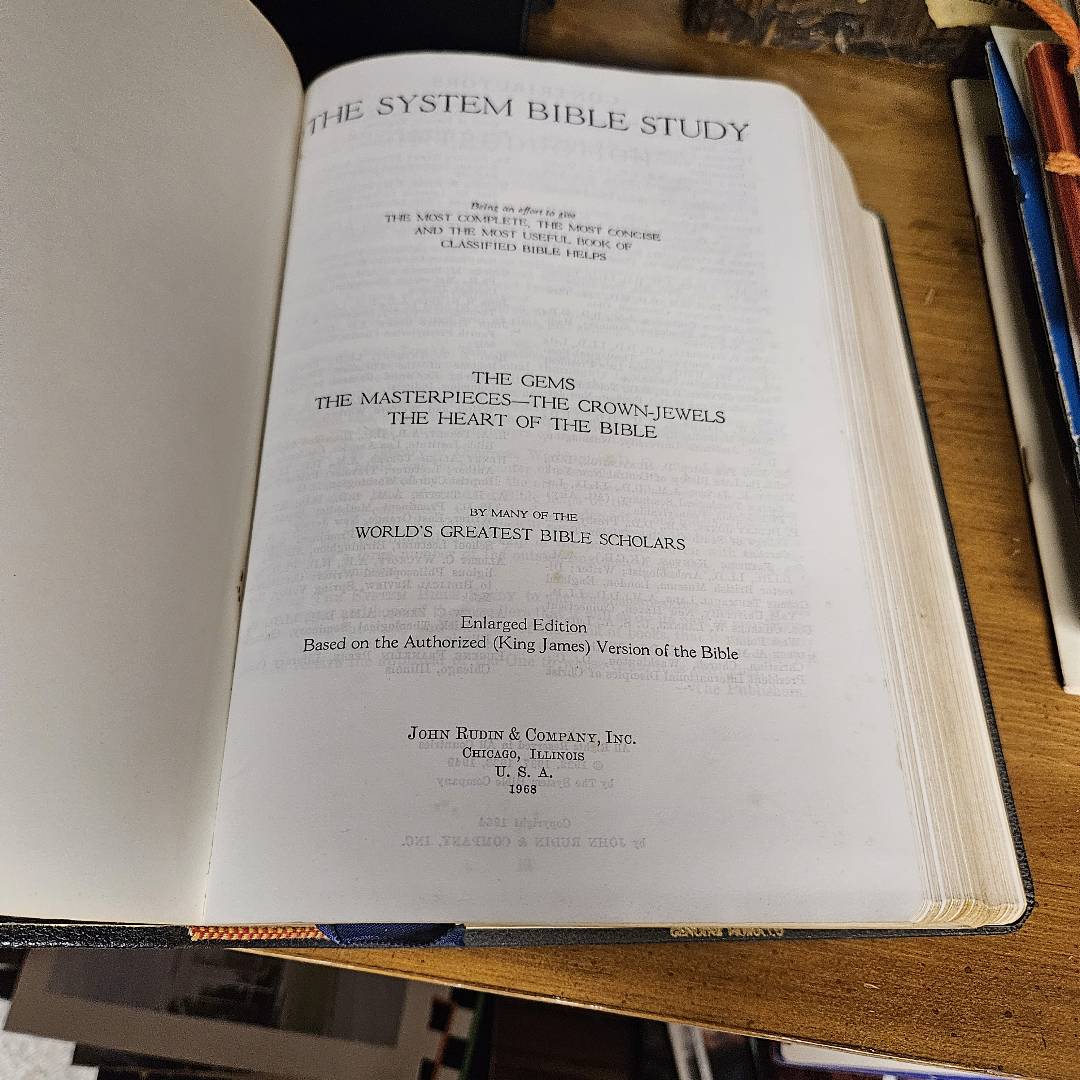 THE SYSTEM BIBLE STUDY
Being an effort to give
THE MOST COMPLETE, THE MOST CONCISE
AND THE MOST USEFUL BOOK OF
CLASSIFIED BIBLE HELPS
THE GEMS
THE MASTERPIECES—THE CROWN-JEWELS
THE HEART OF THE BIBLE
BY MANY OF THE
WORLD'S GREATEST BIBLE SCHOLARS
Enlarged Edition
Based on the Authorized (King James) Version of the Bible
JOHN RUDIN & COMPANY, INC.
CHICAGO, ILLINOIS
U. S. A.
1968
GENUINE MOROCCO